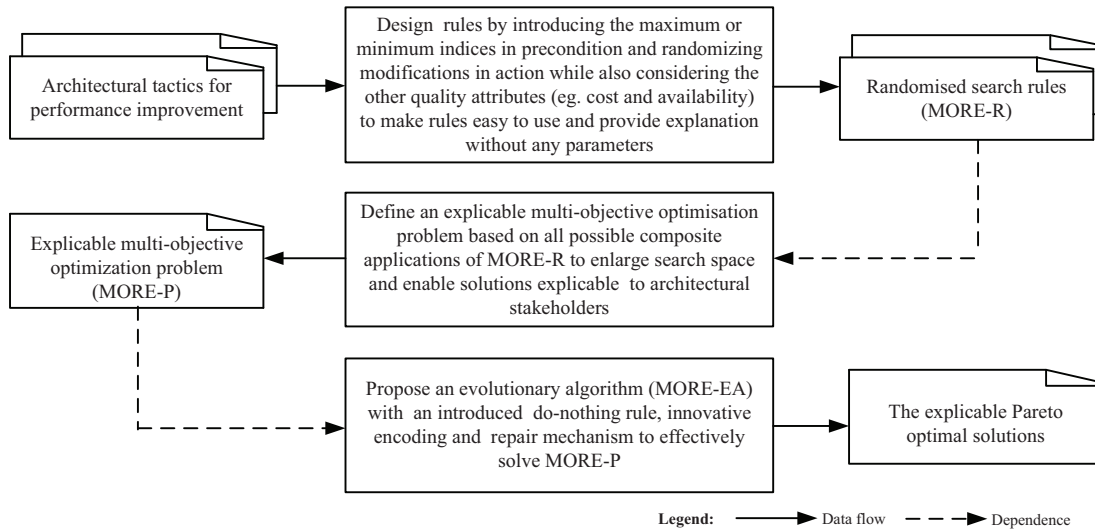 Architectural tactics for
performance improvement
Design rules by introducing the maximum or
minimum indices in precondition and randomizing
modifications in action while also considering the
other quality attributes (eg. cost and availability)
to make rules easy to use and provide explanation
without any parameters
Randomised search rules
(MORE-R)
Explicable multi-objective
optimization problem
(MORE-P)
Define an explicable multi-objective optimisation
problem based on all possible composite
applications of MORE-R to enlarge search space
and enable solutions explicable to architectural
stakeholders
Propose an evolutionary algorithm (MORE-EA)
with an introduced do-nothing rule, innovative
encoding and repair mechanism to effectively
solve MORE-P
The explicable Pareto
optimal solutions
Legend: Data flow Dependence